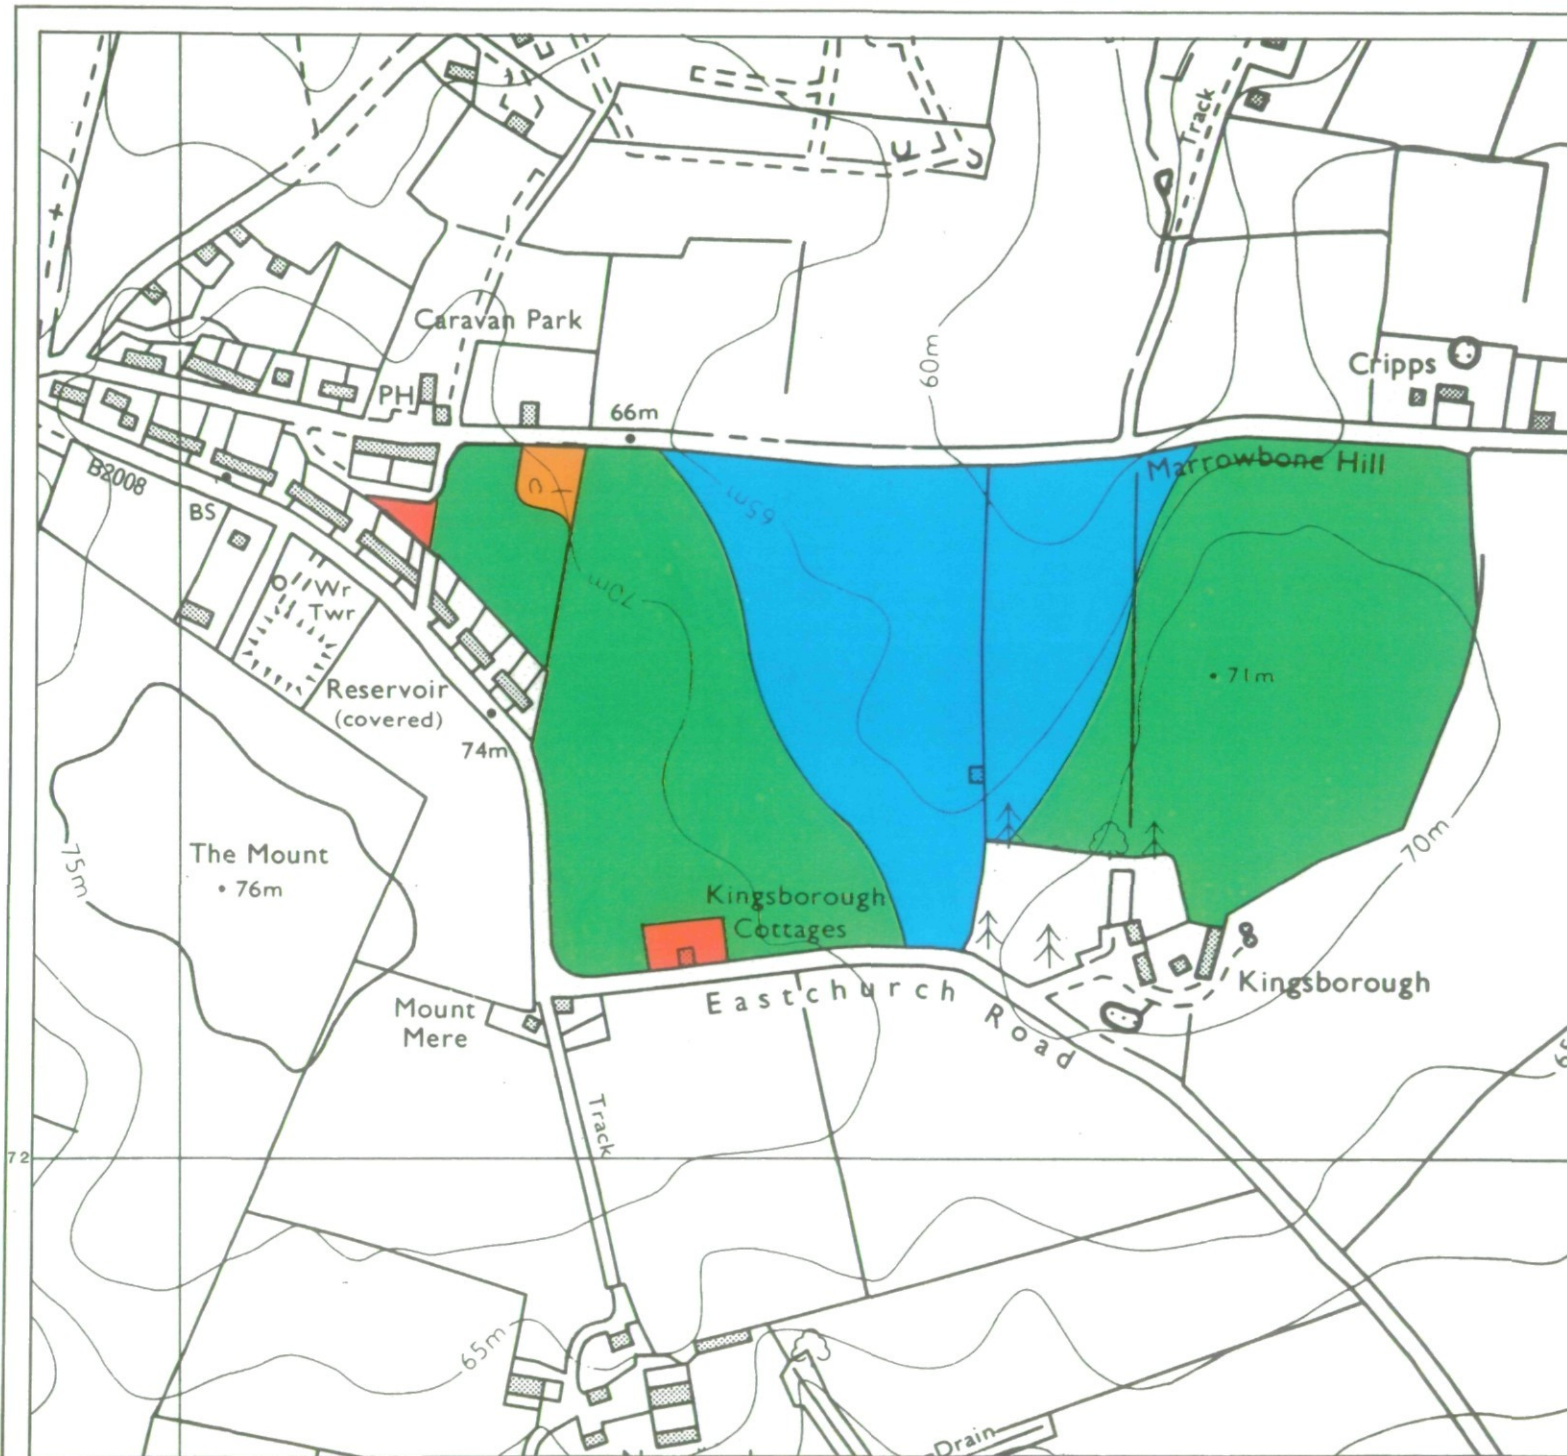 Track
Caravan Park
60m
Cripps
PH
66m
Marrowbone Hill
B2008
BS
65m
Wr
Twr
70m
71m
Reservoir
(covered)
74m
The Mount
76m
75m
70m
Kingsborough
Cottages
Kingsborough
Eastchurch Road
Mount
Mere
Track
72
65m
Drain